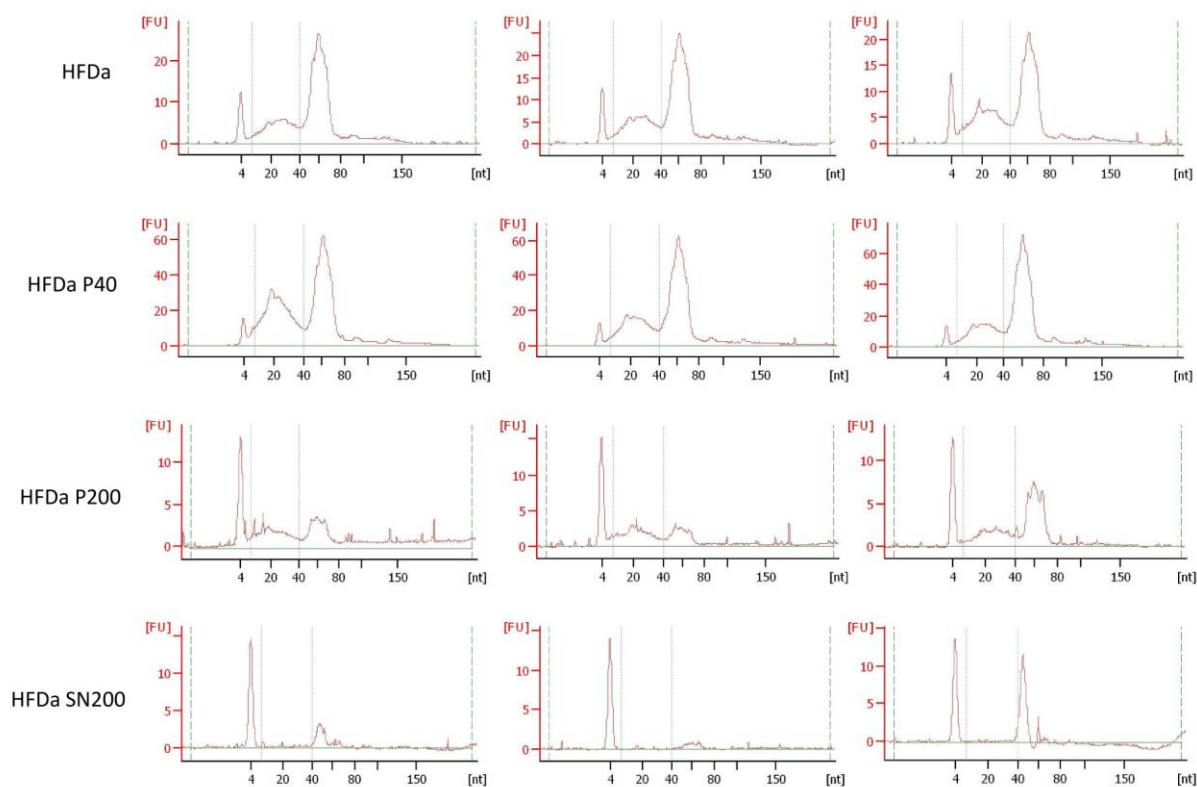 HFDa
[FU] 20 10 0 4 20 40 80 150 [nt]
[FU] 25 20 15 10 5 0 4 20 40 80 150 [nt]
[FU] 20 15 10 5 0 4 20 40 80 150 [nt]
HFDa P40
[FU] 60 40 20 0 4 20 40 80 150 [nt]
[FU] 60 40 20 0 4 20 40 80 150 [nt]
[FU] 60 40 20 0 4 20 40 80 150 [nt]
HFDa P200
[FU] 10 5 0 4 20 40 80 150 [nt]
[FU] 10 5 0 4 20 40 80 150 [nt]
[FU] 10 5 0 4 20 40 80 150 [nt]
HFDa SN200
[FU] 10 5 0 4 20 40 80 150 [nt]
[FU] 10 5 0 4 20 40 80 150 [nt]
[FU] 15 10 5 0 4 20 40 80 150 [nt]